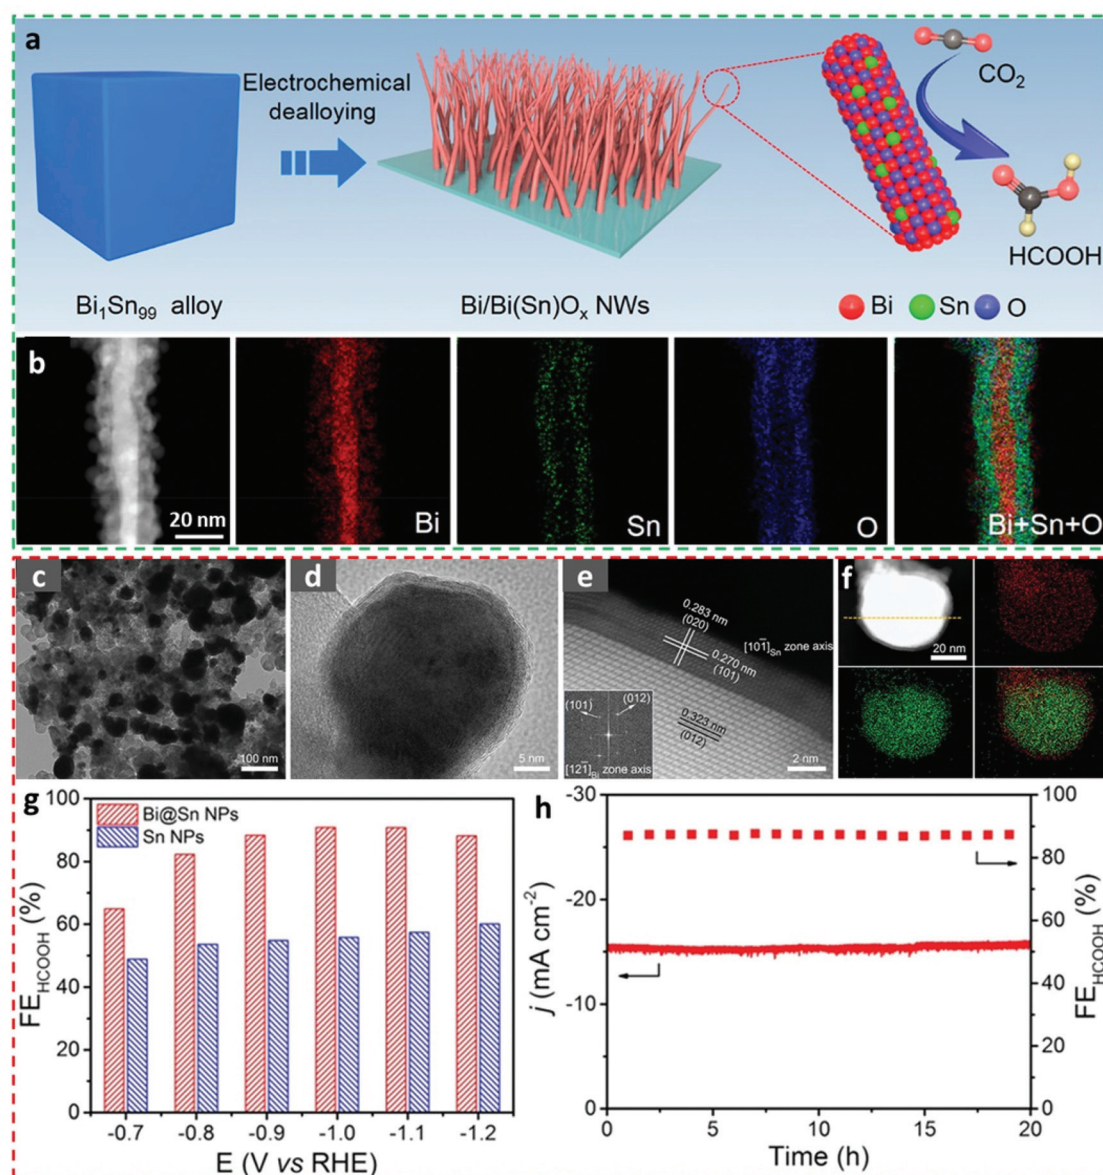 a
Electrochemical
dealloying
CO₂
HCOOH
Bi₁Sn₉₉ alloy
Bi/Bi(Sn)Oₓ NWs
Bi
Sn
O
b
20 nm
Bi
Sn
O
Bi+Sn+O
c
100 nm
d
5 nm
e
0.283 nm
(020)
[101̄]Sn zone axis
0.270 nm
(101)
0.323 nm
(012)
(101)
(012)
[12̄1]Bi zone axis
2 nm
f
20 nm
g
Bi@Sn NPs
Sn NPs
FE_HCOOH (%)
100
80
60
40
20
0
-0.7 -0.8 -0.9 -1.0 -1.1 -1.2
E (V vs RHE)
h
j (mA cm⁻²)
-30
-20
-10
0
0 5 10 15 20
Time (h)
100
80
60
40
20
0
FE_HCOOH (%)